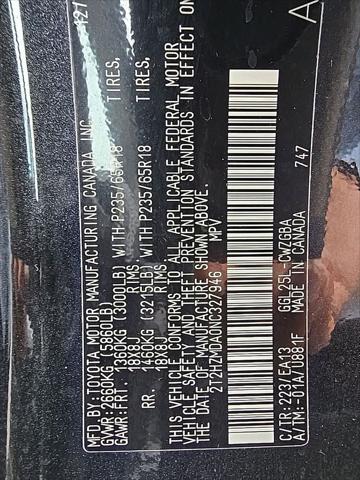 MFD.BY: TOYOTA MOTOR MANUFACTURING CANADA INC.
GVWR: 2660KG (5860LB)
GAWR: FRT. 1360KG (3000LB) WITH P235/65R18 TIRES,
18X8J RIMS
RR. 1460KG (3215LB) WITH P235/65R18 TIRES,
18X8J RIMS
THIS VEHICLE CONFORMS TO ALL APPLICABLE FEDERAL MOTOR
VEHICLE SAFETY AND THEFT PREVENTION STANDARDS IN EFFECT ON
THE DATE OF MANUFACTURE SHOWN ABOVE.
2T2HZMDA0NC327946 MPV
C/TR: 223/EA13 GGL25L-CWZGBA
A/TM: -01A/U881F MADE IN CANADA
747
A